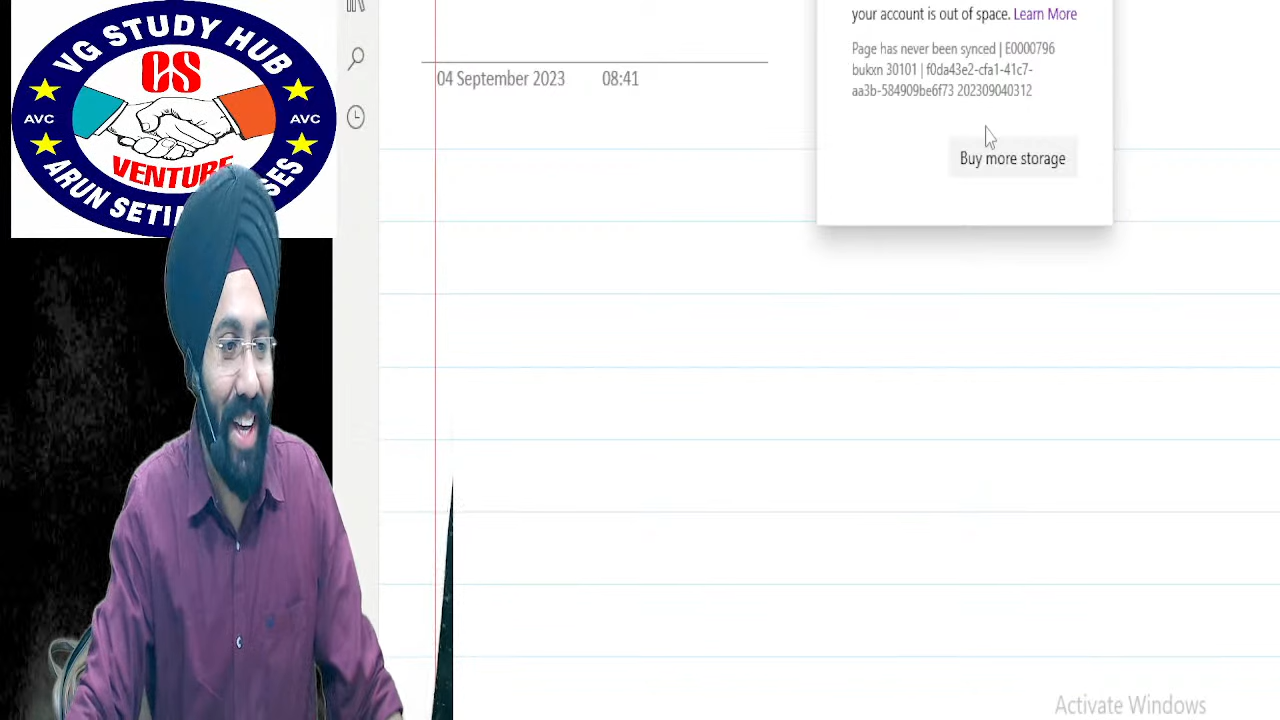 VG STUDY HUB
CS
AVC
AVC
VENTURE
ARUN SETI
SES
your account is out of space. Learn More
Page has never been synced | E0000796
bukxn 30101 | f0da43e2-cfa1-41c7-
aa3b-584909be6f73 202309040312
Buy more storage
04 September 2023 08:41
Activate Windows